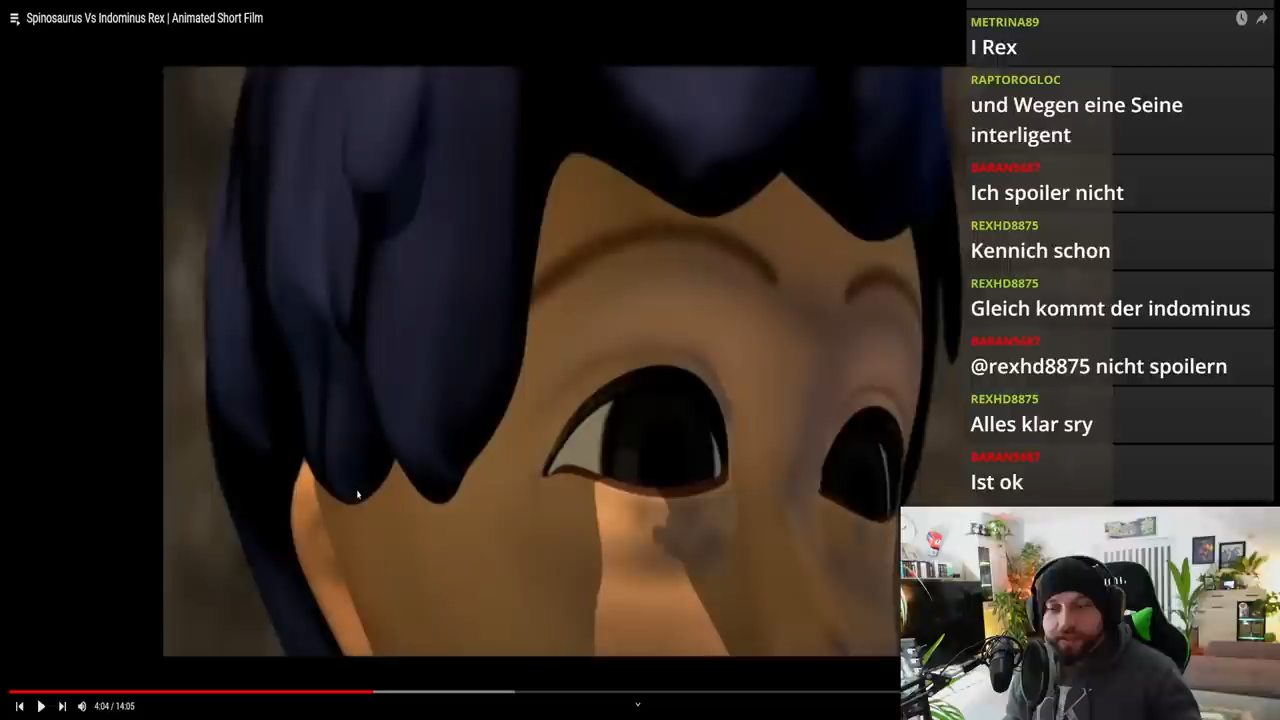 Spinosaurus Vs Indominus Rex | Animated Short Film
METRINA89
I Rex
RAPTOROGLOC
und Wegen eine Seine
interligent
BARAN5687
Ich spoiler nicht
REXHD8875
Kennich schon
REXHD8875
Gleich kommt der indominus
BARAN5687
@rexhd8875 nicht spoilern
REXHD8875
Alles klar sry
BARAN5687
Ist ok
4:04 / 14:05